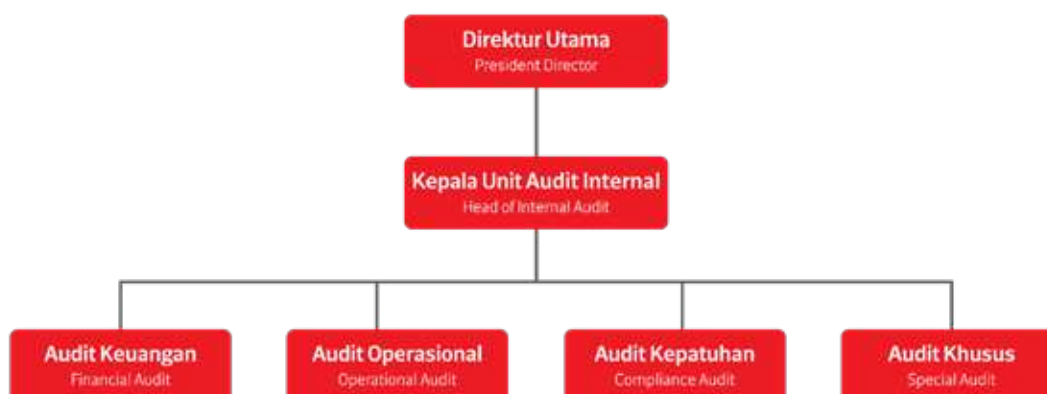 Direktur Utama
President Director
Kepala Unit Audit Internal
Head of Internal Audit
Audit Keuangan
Financial Audit
Audit Operasional
Operational Audit
Audit Kepatuhan
Compliance Audit
Audit Khusus
Special Audit